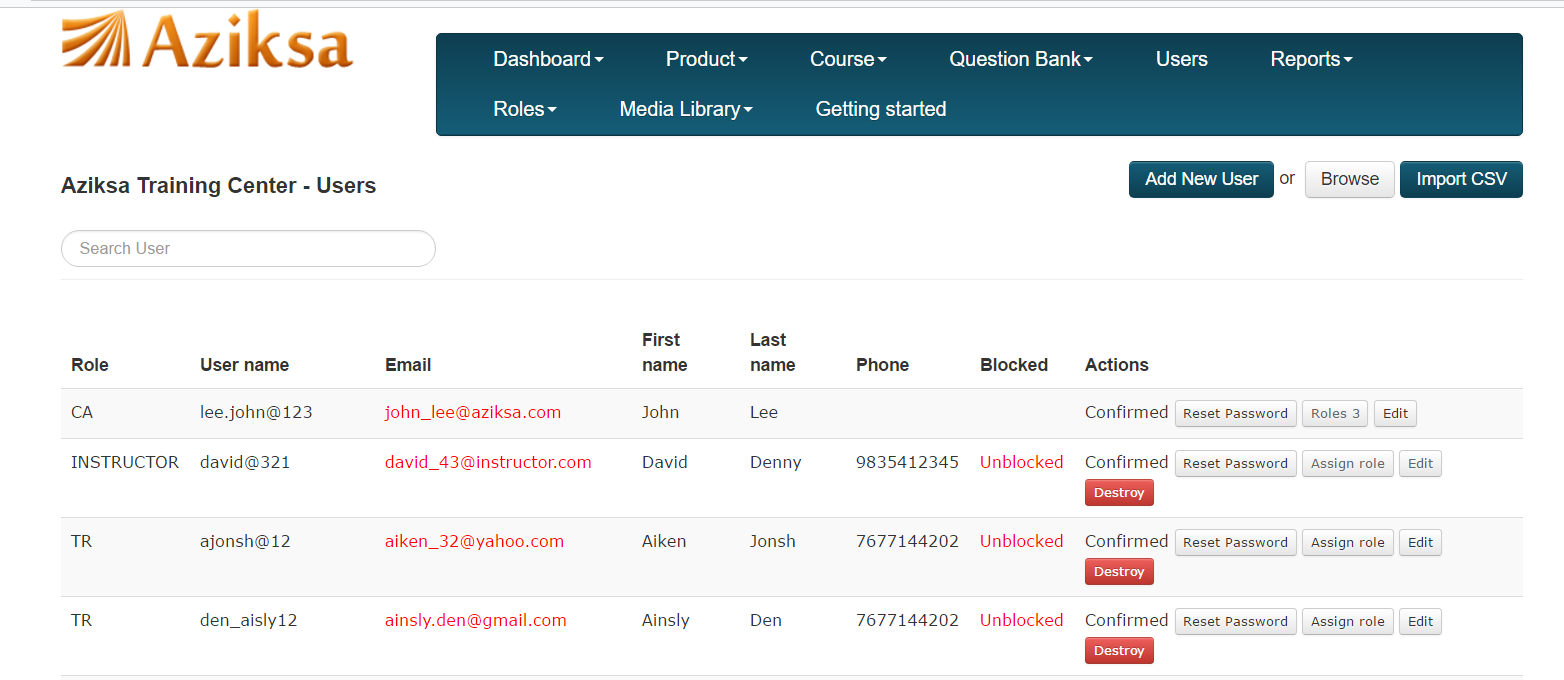 Aziksa
Dashboard Product Course Question Bank Users Reports
Roles Media Library Getting started
Aziksa Training Center - Users
Add New User or Browse Import CSV
Search User
Role User name Email First name Last name Phone Blocked Actions
CA lee.john@123 john_lee@aziksa.com John Lee Confirmed Reset Password Roles 3 Edit
INSTRUCTOR david@321 david_43@instructor.com David Denny 9835412345 Unblocked Confirmed Reset Password Assign role Edit
Destroy
TR ajonsh@12 aiken_32@yahoo.com Aiken Jonsh 7677144202 Unblocked Confirmed Reset Password Assign role Edit
Destroy
TR den_aisly12 ainsly.den@gmail.com Ainsly Den 7677144202 Unblocked Confirmed Reset Password Assign role Edit
Destroy